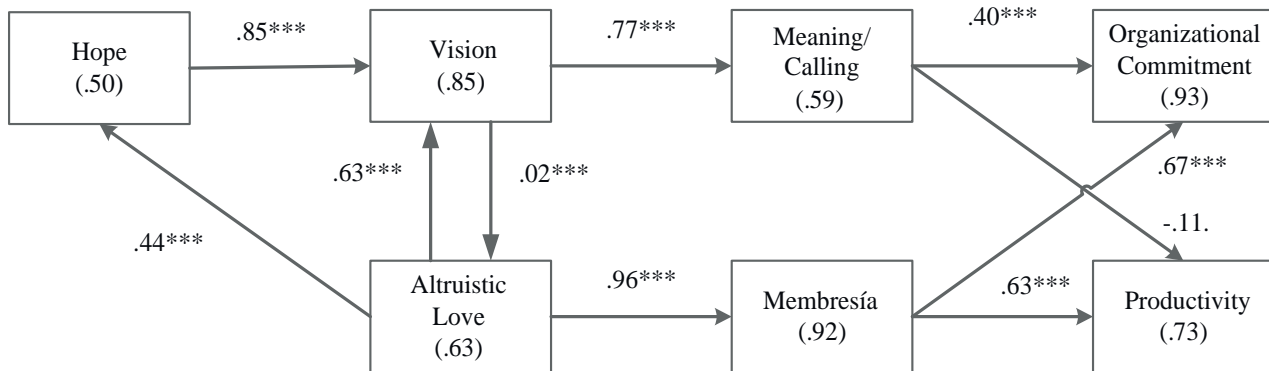 Hope
(.50)
.85***
Vision
(.85)
.77***
Meaning/
Calling
(.59)
.40***
Organizational
Commitment
(.93)
.44***
.63***
.02***
.67***
-.11.
Altruistic
Love
(.63)
.96***
Membresía
(.92)
.63***
Productivity
(.73)